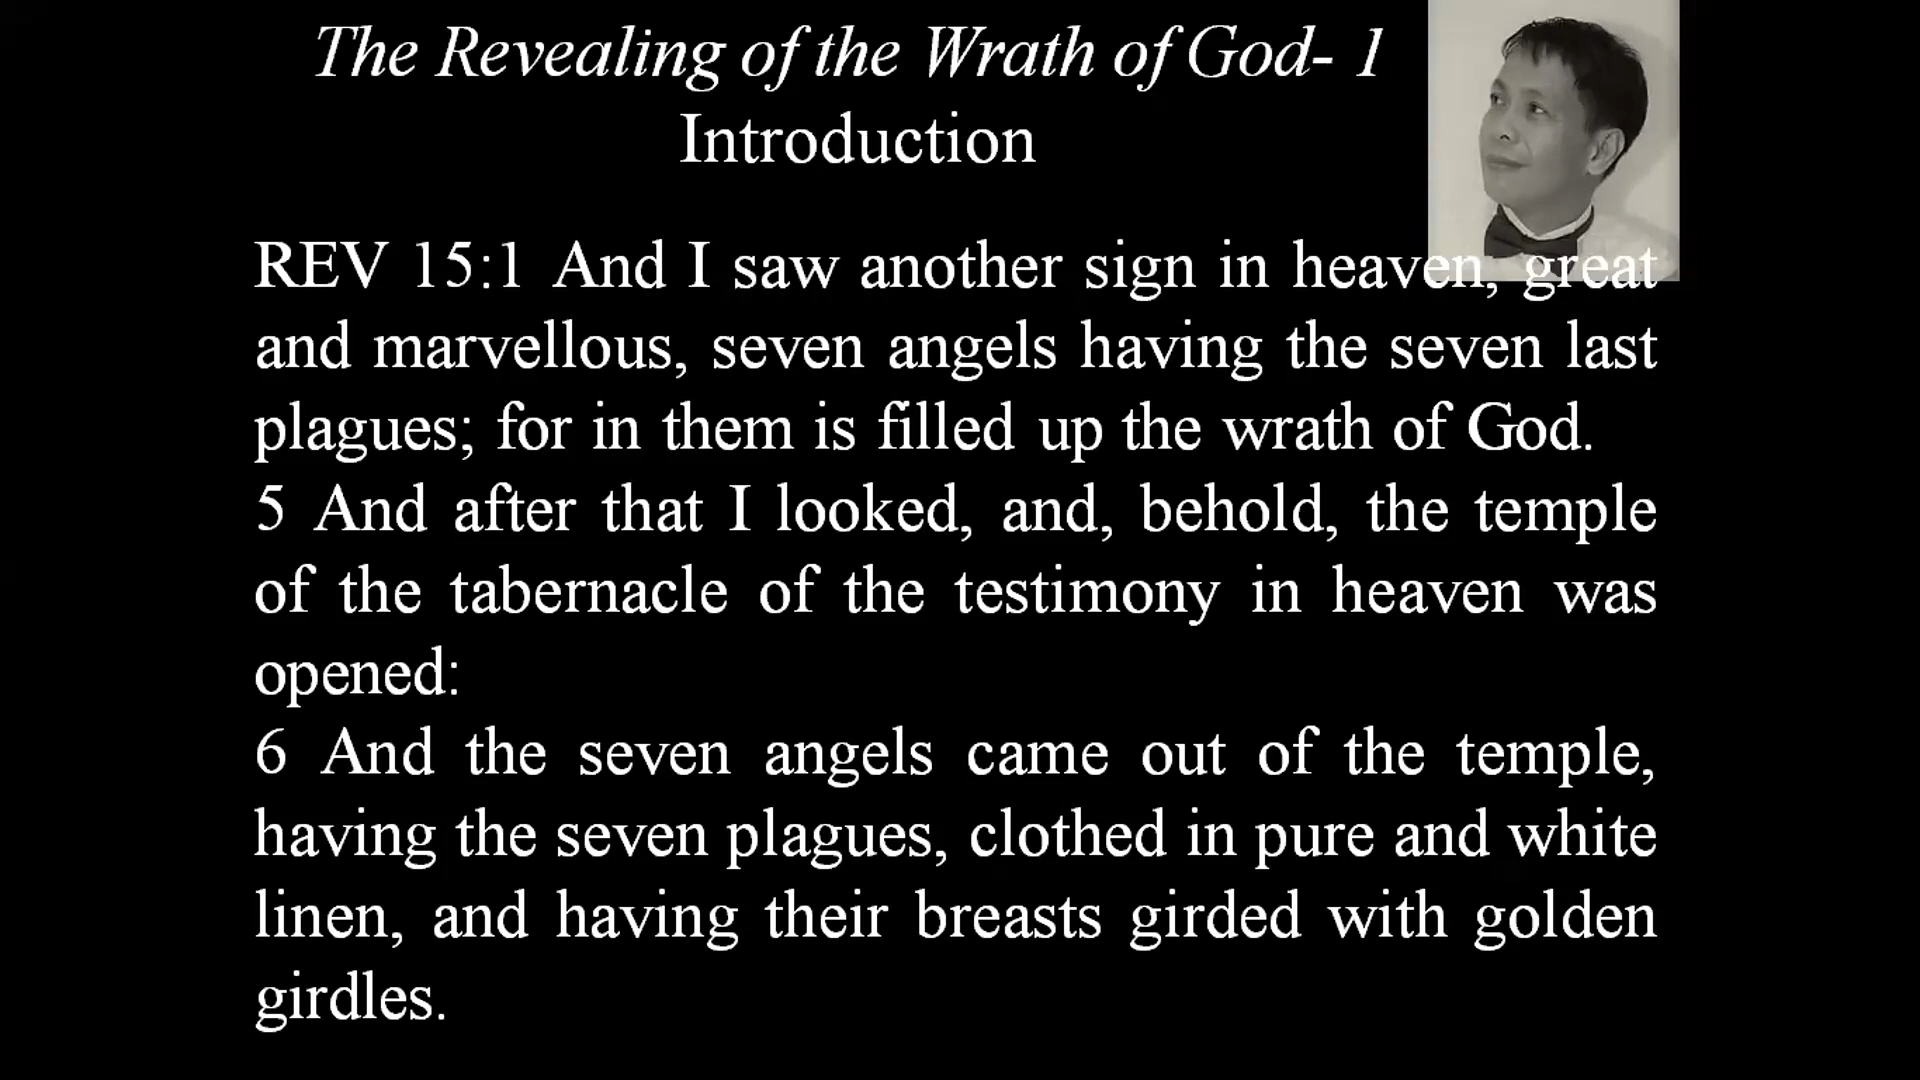 The Revealing of the Wrath of God- 1
Introduction
REV 15:1 And I saw another sign in heaven, great
and marvellous, seven angels having the seven last
plagues; for in them is filled up the wrath of God.
5 And after that I looked, and, behold, the temple
of the tabernacle of the testimony in heaven was
opened:
6 And the seven angels came out of the temple,
having the seven plagues, clothed in pure and white
linen, and having their breasts girded with golden
girdles.